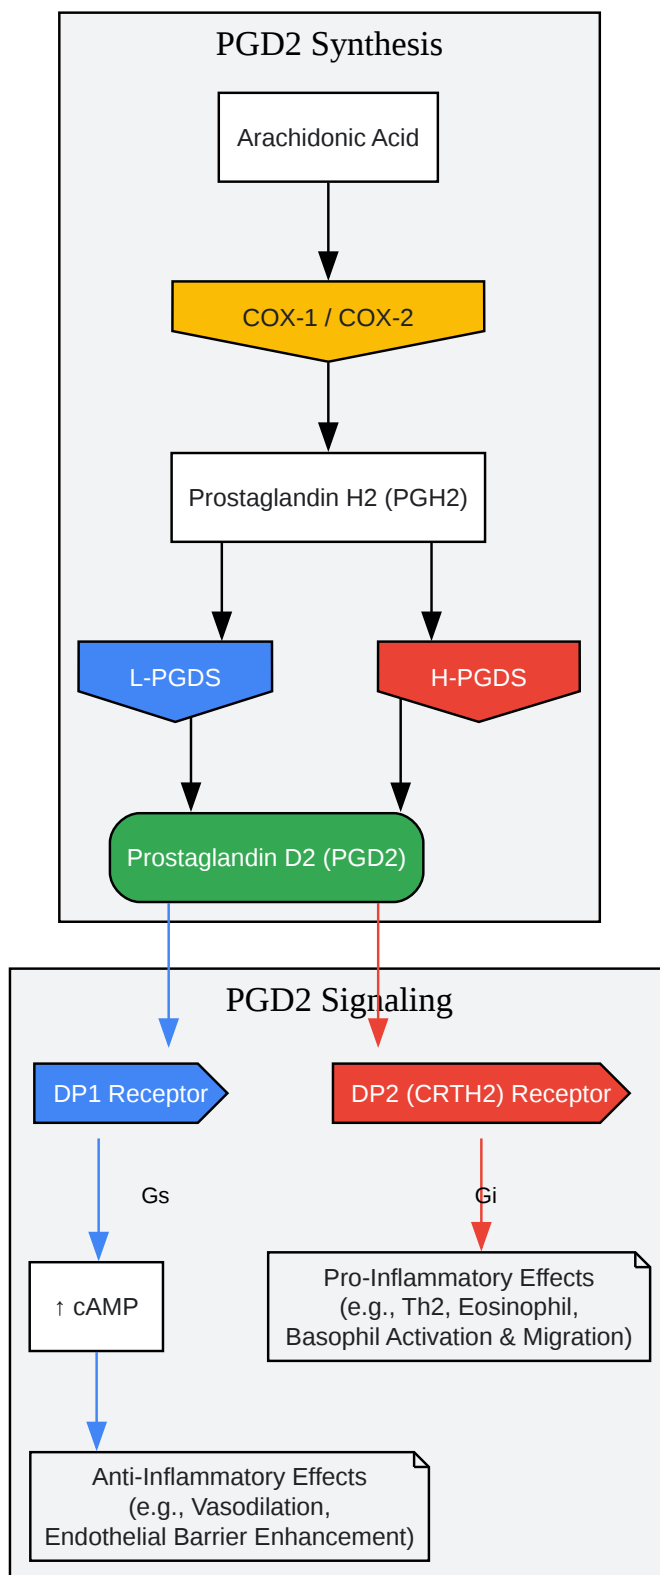 PGD2 Synthesis
Arachidonic Acid
COX-1 / COX-2
Prostaglandin H2 (PGH2)
L-PGDS
H-PGDS
Prostaglandin D2 (PGD2)
PGD2 Signaling
DP1 Receptor
DP2 (CRTH2) Receptor
Gs
Gi
↑ cAMP
Pro-Inflammatory Effects
(e.g., Th2, Eosinophil,
Basophil Activation & Migration)
Anti-Inflammatory Effects
(e.g., Vasodilation,
Endothelial Barrier Enhancement)